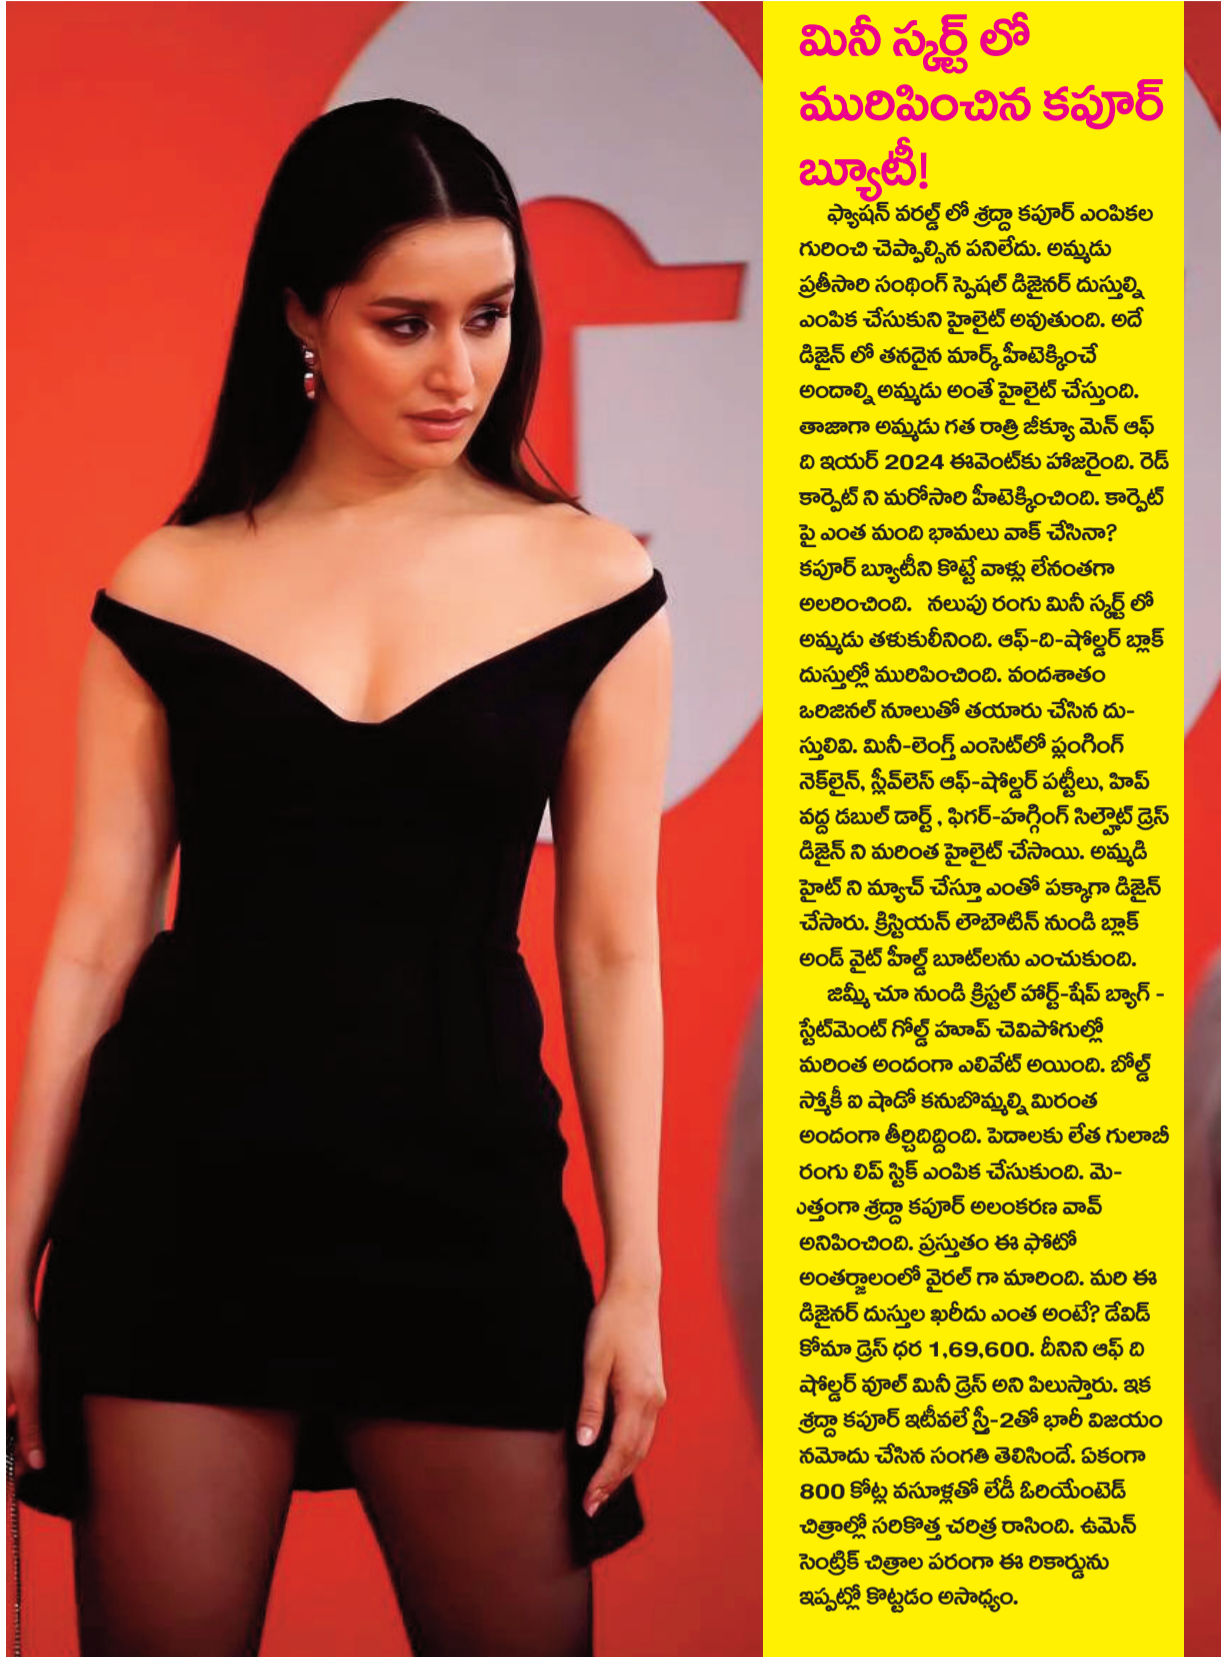 మినీ స్కర్ట్ లో
మురిపించిన కపూర్
బ్యూటీ!
ఫ్యాషన్ వరల్డ్ లో శ్రద్దా కపూర్ ఎంపికల
గురించి చెప్పాల్సిన పనిలేదు. అమ్మడు
ప్రతీసారి సంథింగ్ స్పెషల్ డిజైనర్ దుస్తుల్ని
ఎంపిక చేసుకుని హైలైట్ అవుతుంది. అదే
డిజైన్ లో తనదైన మార్క్ హీటెక్కించే
అందాల్ని అమ్మడు అంతే హైలైట్ చేస్తుంది.
తాజాగా అమ్మడు గత రాత్రి జీక్యూ మెన్ ఆఫ్
ది ఇయర్ 2024 ఈవెంట్‌కు హాజరైంది. రెడ్
కార్పెట్ ని మరోసారి హీటెక్కించింది. కార్పెట్
పై ఎంత మంది భామలు వాక్ చేసినా?
కపూర్ బ్యూటీని కొట్టే వాళ్లు లేనంతగా
అలరించింది. నలుపు రంగు మినీ స్కర్ట్ లో
అమ్మడు తళుకులీనింది. ఆఫ్-ది-షోల్డర్ బ్లాక్
దుస్తుల్లో మురిపించింది. వందశాతం
ఒరిజినల్ నూలుతో తయారు చేసిన దు-
స్తులివి. మినీ-లెంగ్త్ ఎంసెట్‌లో ప్లంగింగ్
నెక్‌లైన్, స్లీవ్‌లెస్ ఆఫ్-షోల్డర్ పట్టీలు, హిప్
వద్ద డబుల్ డార్ట్ , ఫిగర్-హగ్గింగ్ సిల్హౌట్ డ్రెస్
డిజైన్ ని మరింత హైలైట్ చేసాయి. అమ్మడి
హైట్ ని మ్యాచ్ చేస్తూ ఎంతో పక్కాగా డిజైన్
చేసారు. క్రిస్టియన్ లౌబౌటిన్ నుండి బ్లాక్
అండ్ వైట్ హీల్డ్ బూట్‌లను ఎంచుకుంది.
జిమ్మీ చూ నుండి క్రిస్టల్ హార్ట్-షేప్ బ్యాగ్ -
స్టేట్‌మెంట్ గోల్డ్ హూప్ చెవిపోగుల్లో
మరింత అందంగా ఎలివేట్ అయింది. బోల్డ్
స్మోకీ ఐ షాడో కనుబొమ్మల్ని మిరంత
అందంగా తీర్చిదిద్దింది. పెదాలకు లేత గులాబీ
రంగు లిప్ స్టిక్ ఎంపిక చేసుకుంది. మె-
ుత్తంగా శ్రద్దా కపూర్ అలంకరణ వావ్
అనిపించింది. ప్రస్తుతం ఈ ఫోటో
అంతర్జాలంలో వైరల్ గా మారింది. మరి ఈ
డిజైనర్ దుస్తుల ఖరీదు ఎంత అంటే? డేవిడ్
కోమా డ్రెస్ ధర 1,69,600. దీనిని ఆఫ్ ది
షోల్డర్ వూల్ మినీ డ్రెస్ అని పిలుస్తారు. ఇక
శ్రద్దా కపూర్ ఇటీవలే స్త్రీ-2తో భారీ విజయం
నమోదు చేసిన సంగతి తెలిసిందే. ఏకంగా
800 కోట్ల వసూళ్లతో లేడీ ఓరియేంటెడ్
చిత్రాల్లో సరికొత్త చరిత్ర రాసింది. ఉమెన్
సెంట్రిక్ చిత్రాల పరంగా ఈ రికార్డును
ఇప్పట్లో కొట్టడం అసాధ్యం.